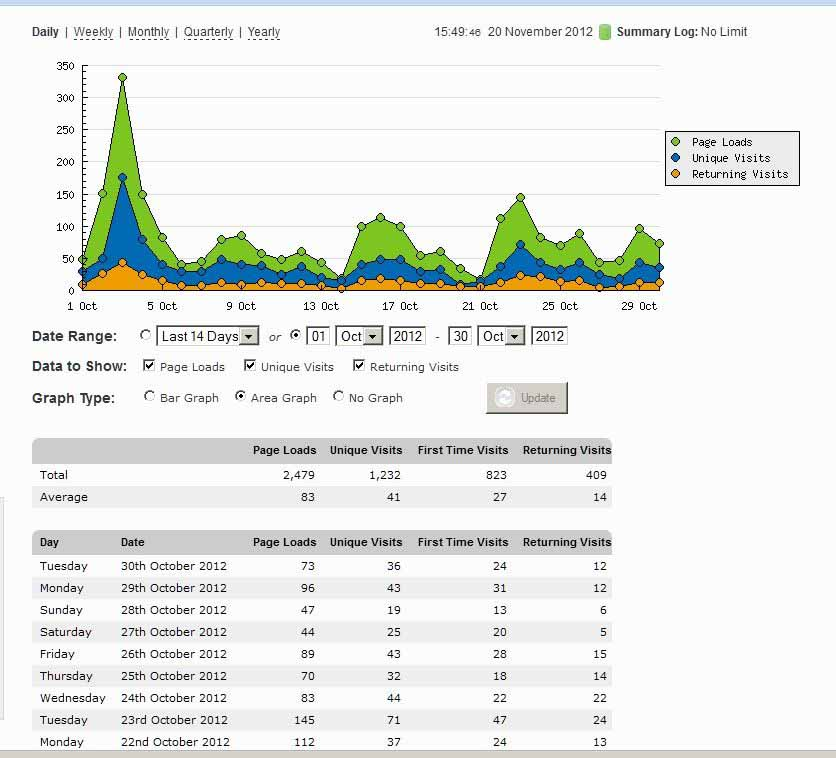 Daily | Weekly | Monthly | Quarterly | Yearly 15:49:46 20 November 2012 Summary Log: No Limit
350
300
250
200
150
100
50
0
Page Loads
Unique Visits
Returning Visits
1 Oct 5 Oct 9 Oct 13 Oct 17 Oct 21 Oct 25 Oct 29 Oct
Date Range: Last 14 Days or 01 Oct 2012 - 30 Oct 2012
Data to Show: Page Loads Unique Visits Returning Visits
Graph Type: Bar Graph Area Graph No Graph Update
Page Loads Unique Visits First Time Visits Returning Visits
Total 2,479 1,232 823 409
Average 83 41 27 14
Day Date Page Loads Unique Visits First Time Visits Returning Visits
Tuesday 30th October 2012 73 36 24 12
Monday 29th October 2012 96 43 31 12
Sunday 28th October 2012 47 19 13 6
Saturday 27th October 2012 44 25 20 5
Friday 26th October 2012 89 43 28 15
Thursday 25th October 2012 70 32 18 14
Wednesday 24th October 2012 83 44 22 22
Tuesday 23rd October 2012 145 71 47 24
Monday 22nd October 2012 112 37 24 13